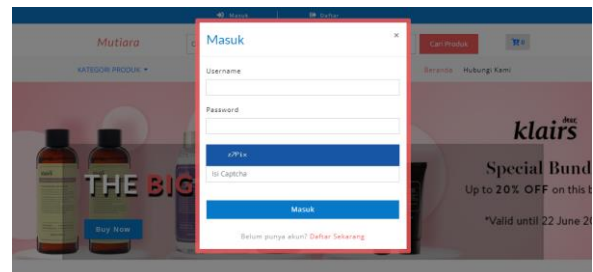 Masuk Daftar
Mutiara
Cari Produk
0
KATEGORI PRODUK
Beranda Hubungi Kami
Masuk
×
Username
Password
Isi Captcha
Masuk
Belum punya akun? Daftar Sekarang
THE BIG
Buy Now
dear,
klairs
Special Bund
Up to 20% OFF on this b
*Valid until 22 June 20